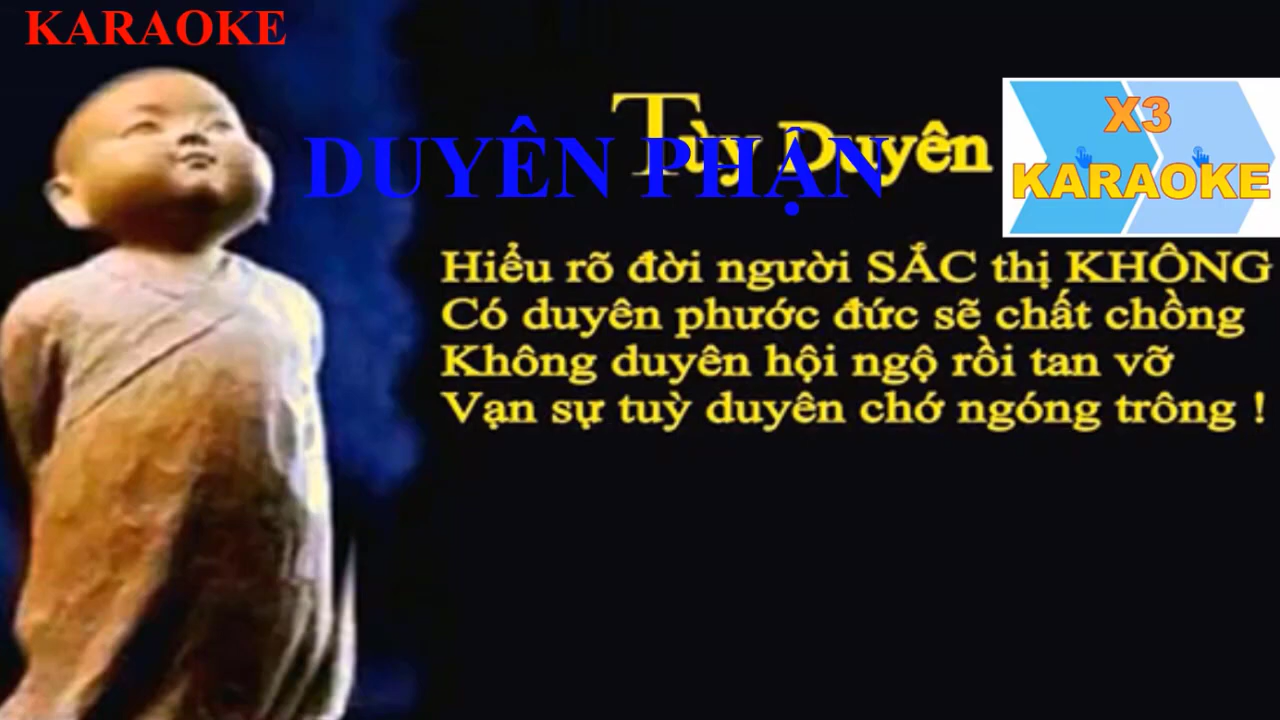 KARAOKE
Tùy Duyên
DUYÊN PHẬN
X3
KARAOKE
Hiểu rõ đời người SẮC thị KHÔNG
Có duyên phước đức sẽ chất chồng
Không duyên hội ngộ rồi tan vỡ
Vạn sự tuỳ duyên chớ ngóng trông !